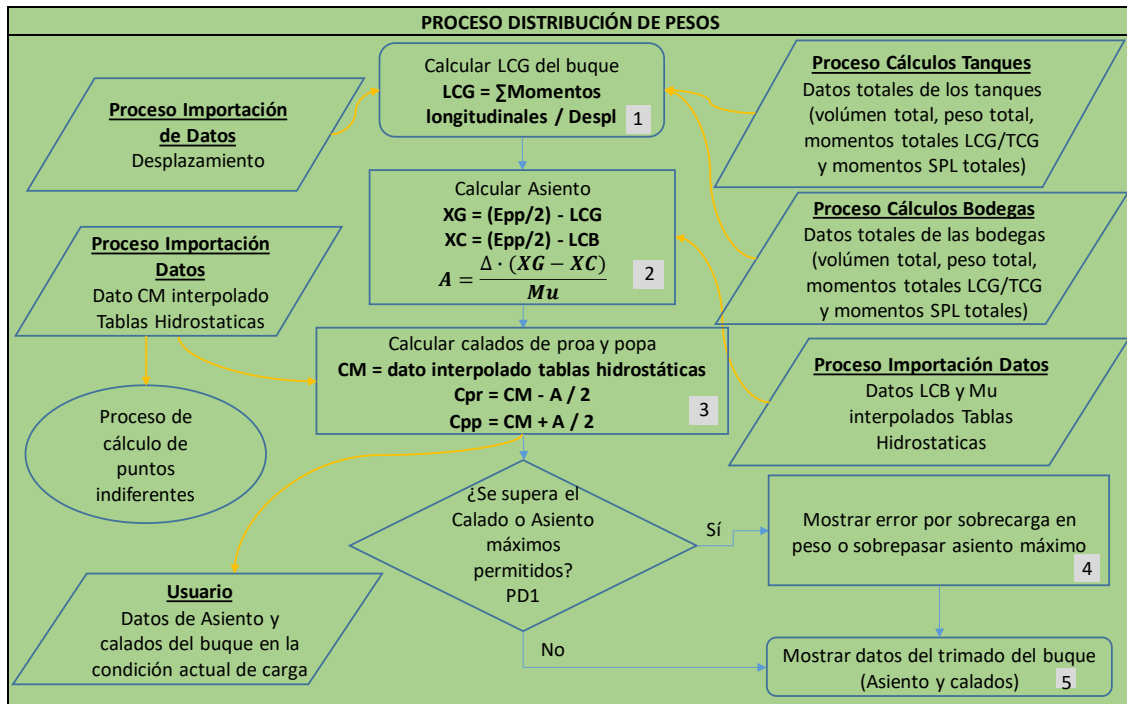 PROCESO DISTRIBUCIÓN DE PESOS
Calcular LCG del buque
LCG = ∑Momentos
longitudinales / Despl
1
Proceso Importación
de Datos
Desplazamiento
Proceso Cálculos Tanques
Datos totales de los tanques
(volúmen total, peso total,
momentos totales LCG/TCG
y momentos SPL totales)
Calcular Asiento
XG = (Epp/2) - LCG
XC = (Epp/2) - LCB
A = Δ · (XG − XC) / Mu
2
Proceso Cálculos Bodegas
Datos totales de las bodegas
(volúmen total, peso total,
momentos totales LCG/TCG
y momentos SPL totales)
Proceso Importación
Datos
Dato CM interpolado
Tablas Hidrostaticas
Calcular calados de proa y popa
CM = dato interpolado tablas hidrostáticas
Cpr = CM - A / 2
Cpp = CM + A / 2
3
Proceso Importación Datos
Datos LCB y Mu
interpolados Tablas
Hidrostaticas
Proceso de
cálculo de
puntos
indiferentes
¿Se supera el
Calado o Asiento
máximos
permitidos?
PD1
Sí
Mostrar error por sobrecarga en
peso o sobrepasar asiento máximo
4
Usuario
Datos de Asiento y
calados del buque en la
condición actual de carga
No
Mostrar datos del trimado del buque
(Asiento y calados)
5